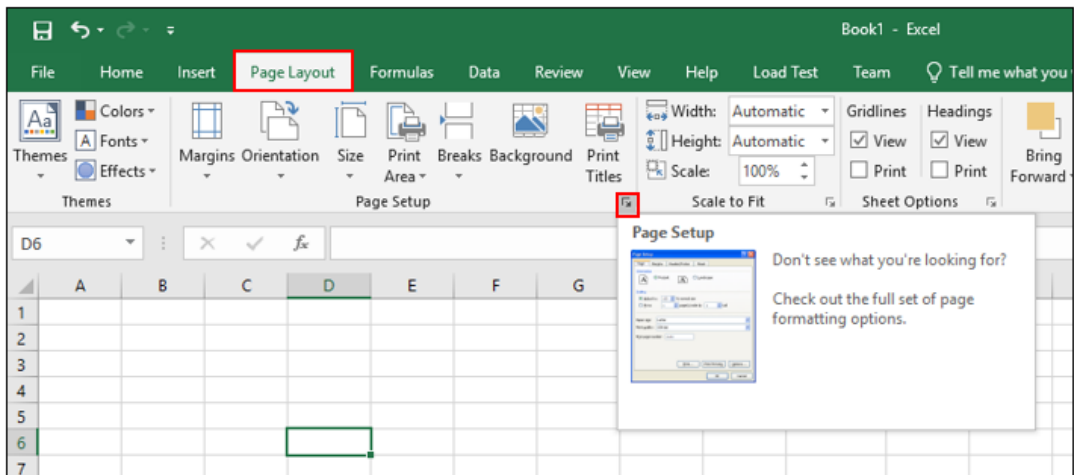 Book1 - Excel
File Home Insert Page Layout Formulas Data Review View Help Load Test Team Tell me what you
Aa Colors Width: Automatic Gridlines Headings
A Fonts Height: Automatic View View
Themes Effects Margins Orientation Size Print Area Breaks Background Print Titles Scale: 100% Print Print Bring Forward
Themes Page Setup Scale to Fit Sheet Options
D6 fx
Page Setup
Don't see what you're looking for?
Check out the full set of page
formatting options.
A B C D E F G
1
2
3
4
5
6
7